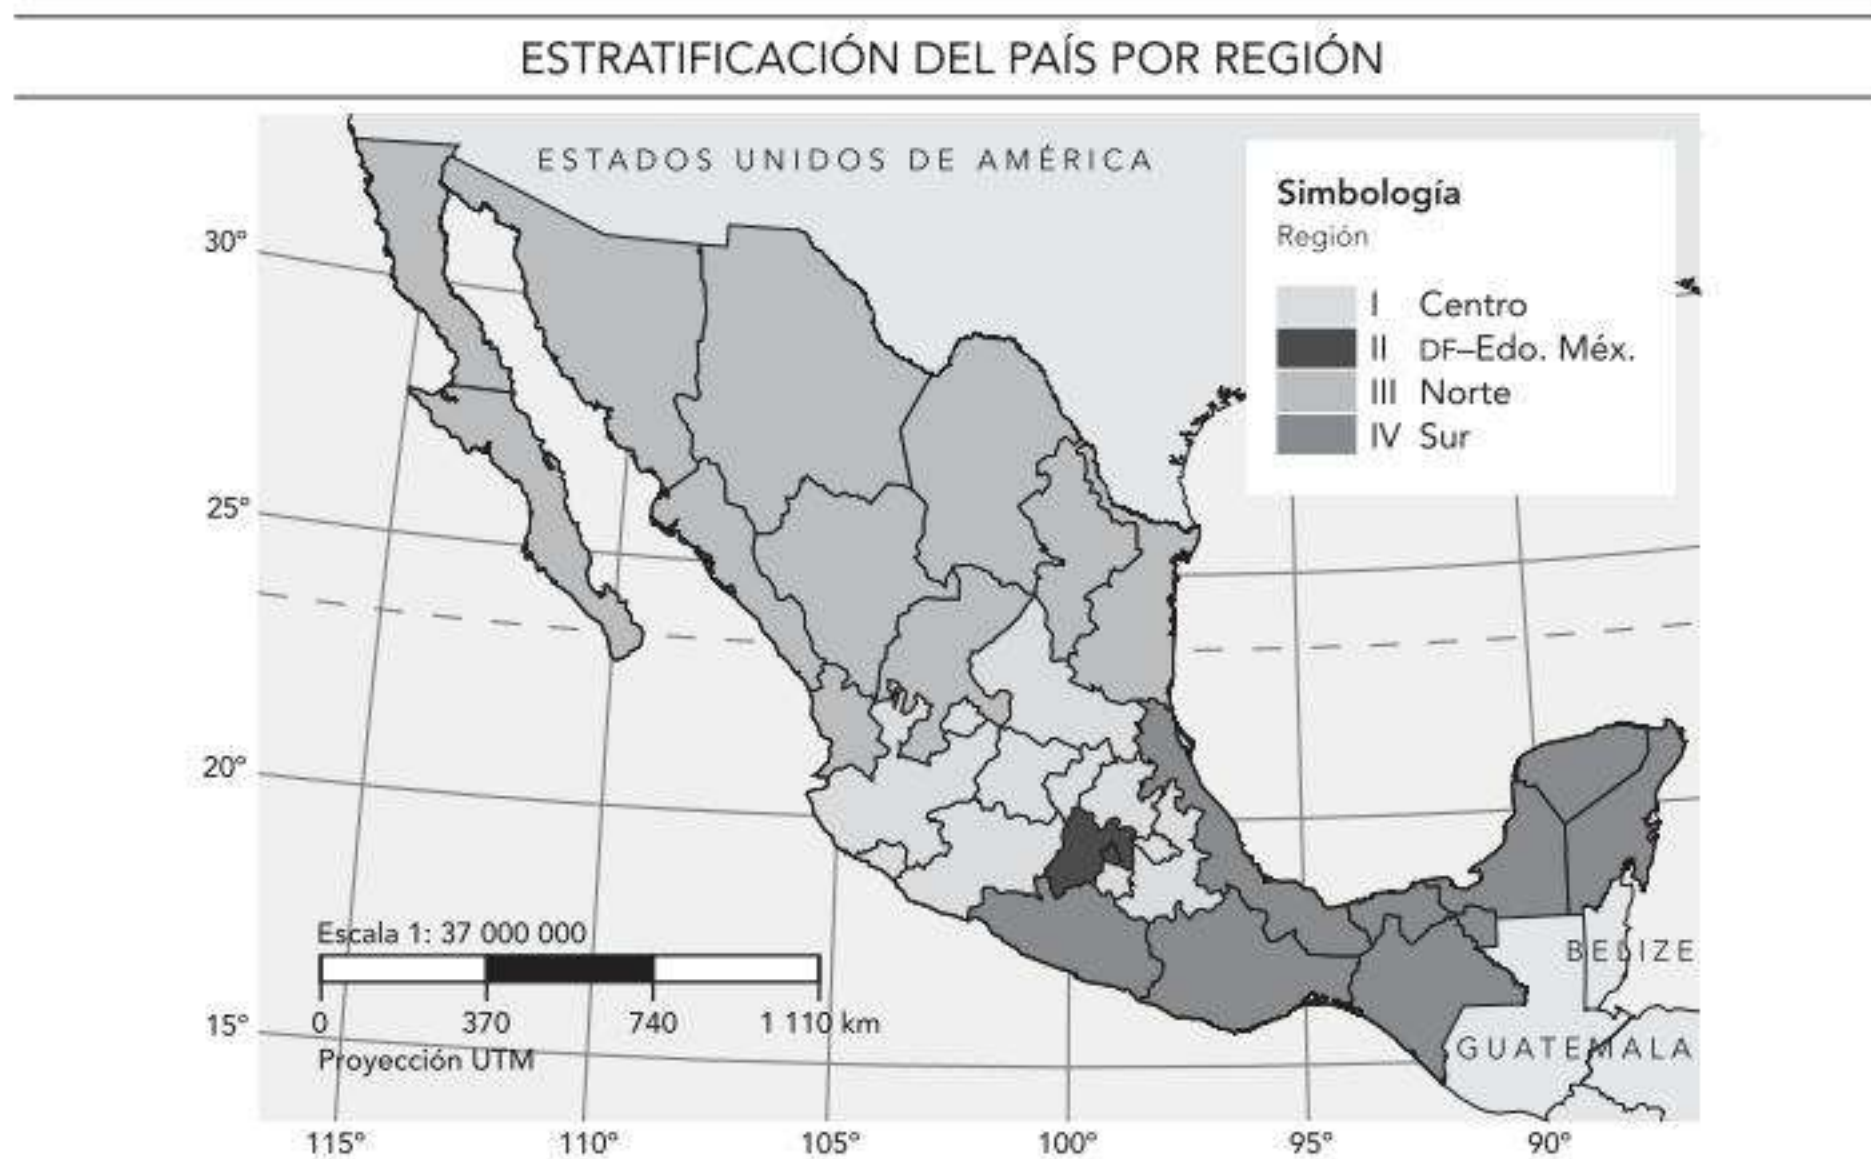 ESTRATIFICACIÓN DEL PAÍS POR REGIÓN
ESTADOS UNIDOS DE AMÉRICA
Simbología
Región
I Centro
II DF–Edo. Méx.
III Norte
IV Sur
30°
25°
20°
15°
Escala 1: 37 000 000
0 370 740 1 110 km
Proyección UTM
BELIZE
GUATEMALA
115° 110° 105° 100° 95° 90°